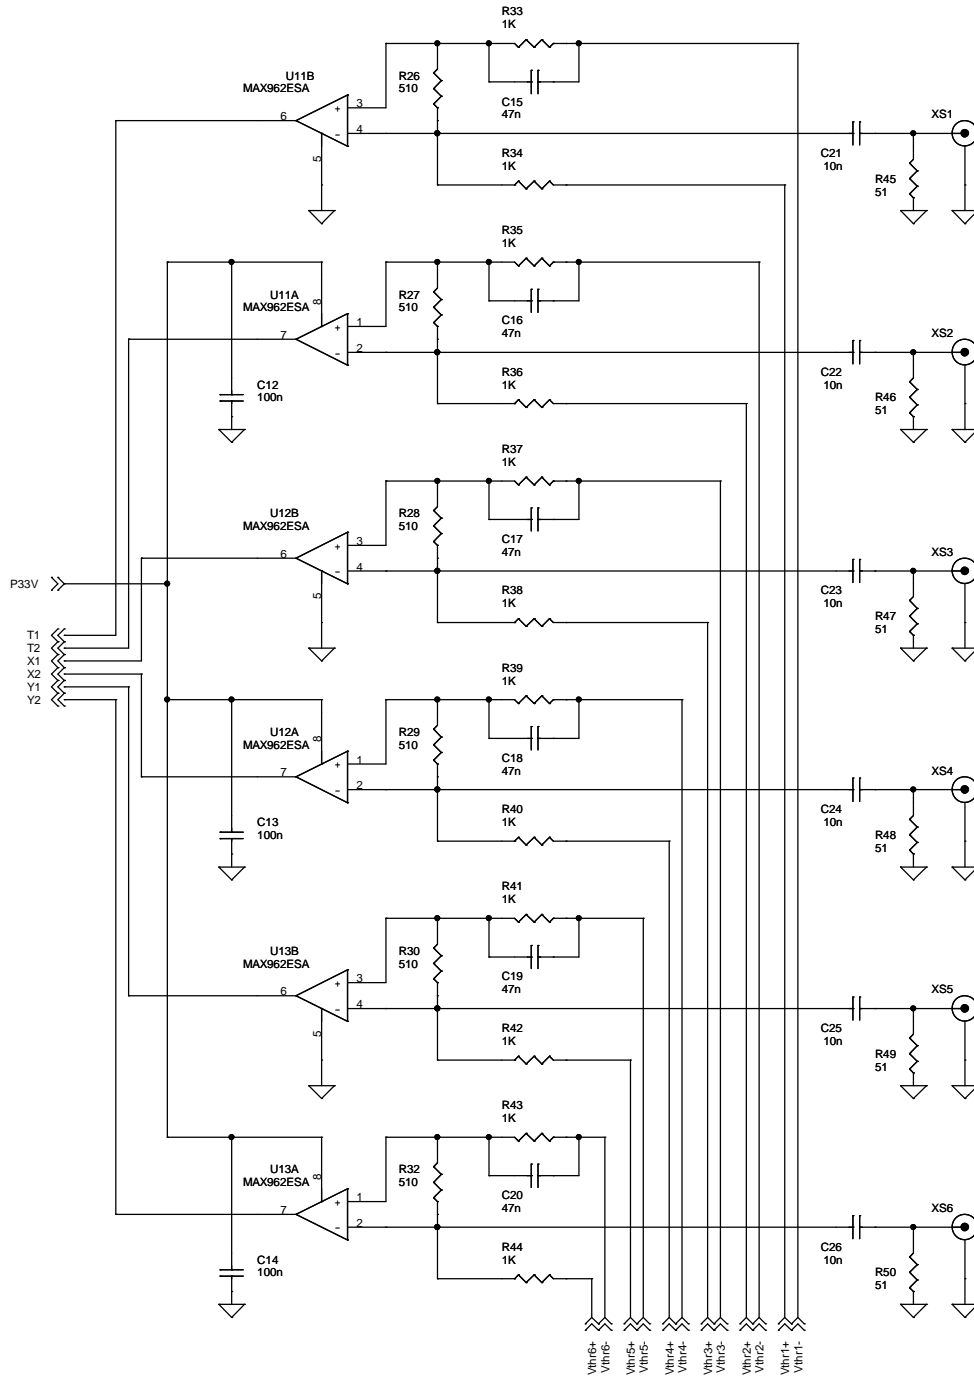 R33
1K
U11B
MAX962ESA
R26
510
C15
47n
3
4
6
5
XS1
C21
10n
R34
1K
R45
51
R35
1K
U11A
MAX962ESA
8
R27
510
C16
47n
1
2
7
XS2
C22
10n
R36
1K
C12
100n
R46
51
R37
1K
U12B
MAX962ESA
R28
510
C17
47n
3
4
6
5
XS3
C23
10n
R38
1K
R47
51
P33V
T1
T2
X1
X2
Y1
Y2
R39
1K
U12A
MAX962ESA
8
R29
510
C18
47n
1
2
7
XS4
C24
10n
R40
1K
C13
100n
R48
51
R41
1K
U13B
MAX962ESA
R30
510
C19
47n
3
4
6
5
XS5
C25
10n
R42
1K
R49
51
R43
1K
U13A
MAX962ESA
8
R32
510
C20
47n
1
2
7
XS6
C26
10n
R44
1K
C14
100n
R50
51
Vthr6+
Vthr6-
Vthr5+
Vthr5-
Vthr4+
Vthr4-
Vthr3+
Vthr3-
Vthr2+
Vthr2-
Vthr1+
Vthr1-